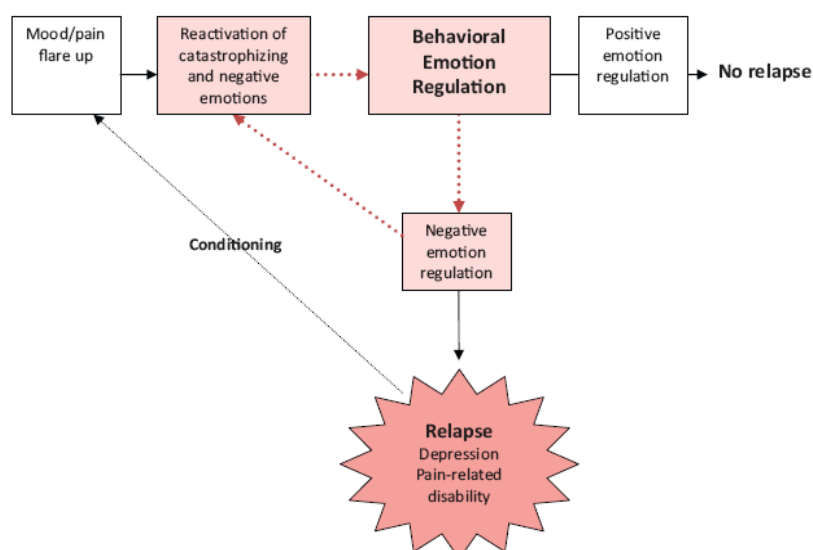 Mood/pain
flare up
Reactivation of
catastrophizing
and negative
emotions
Behavioral
Emotion
Regulation
Positive
emotion
regulation
No relapse
Negative
emotion
regulation
Conditioning
Relapse
Depression
Pain-related
disability